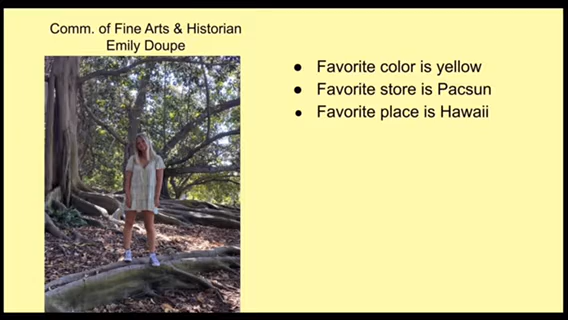 Comm. of Fine Arts & Historian
Emily Doupe
● Favorite color is yellow
● Favorite store is Pacsun
● Favorite place is Hawaii